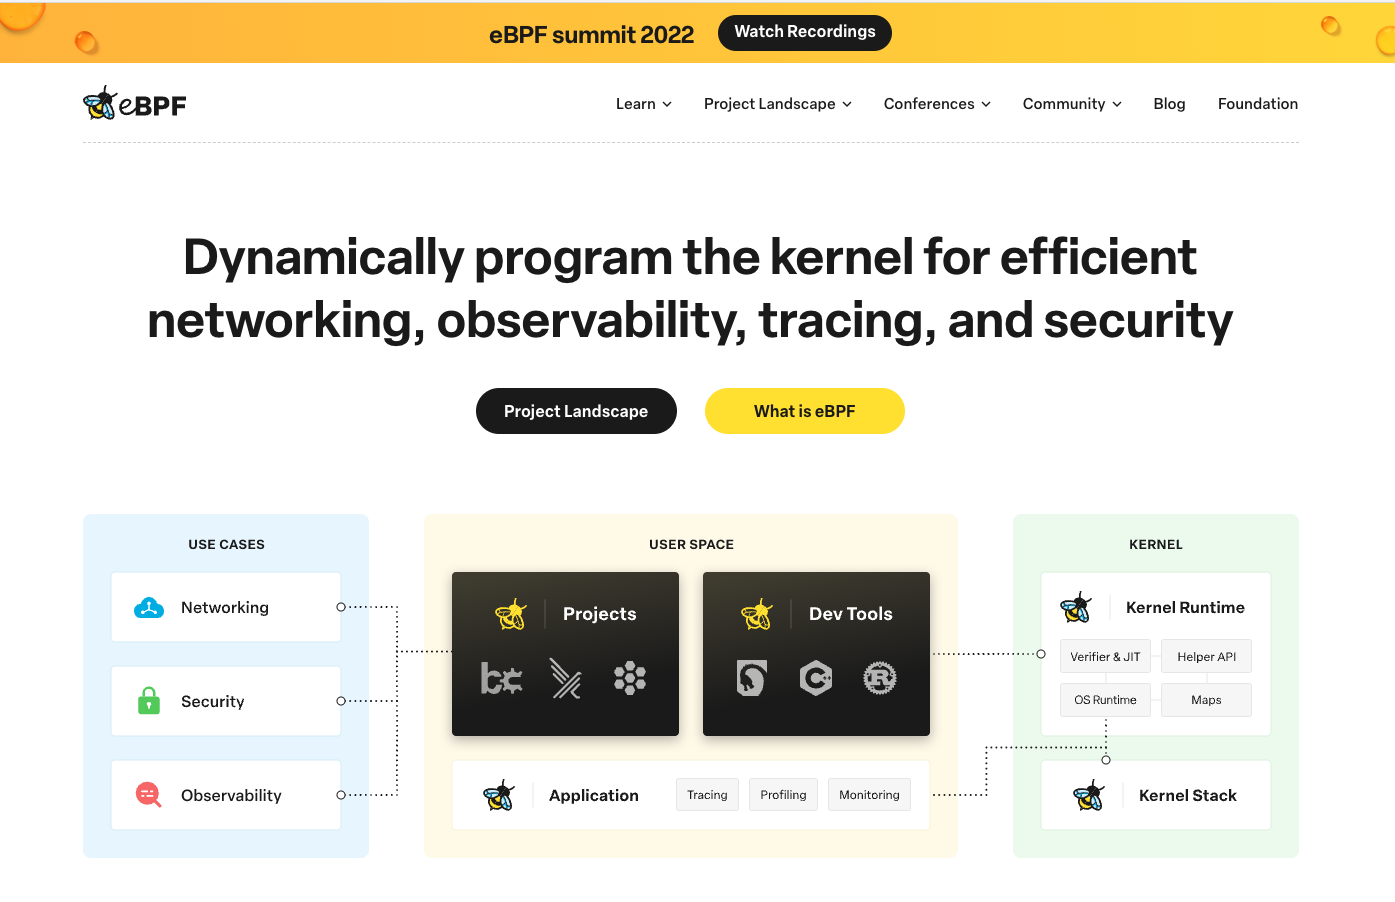 eBPF summit 2022 Watch Recordings
eBPF
Learn Project Landscape Conferences Community Blog Foundation
Dynamically program the kernel for efficient
networking, observability, tracing, and security
Project Landscape What is eBPF
USE CASES
Networking
Security
Observability
USER SPACE
Projects
bc
Dev Tools
C++
R
Application Tracing Profiling Monitoring
KERNEL
Kernel Runtime
Verifier & JIT Helper API
OS Runtime Maps
Kernel Stack